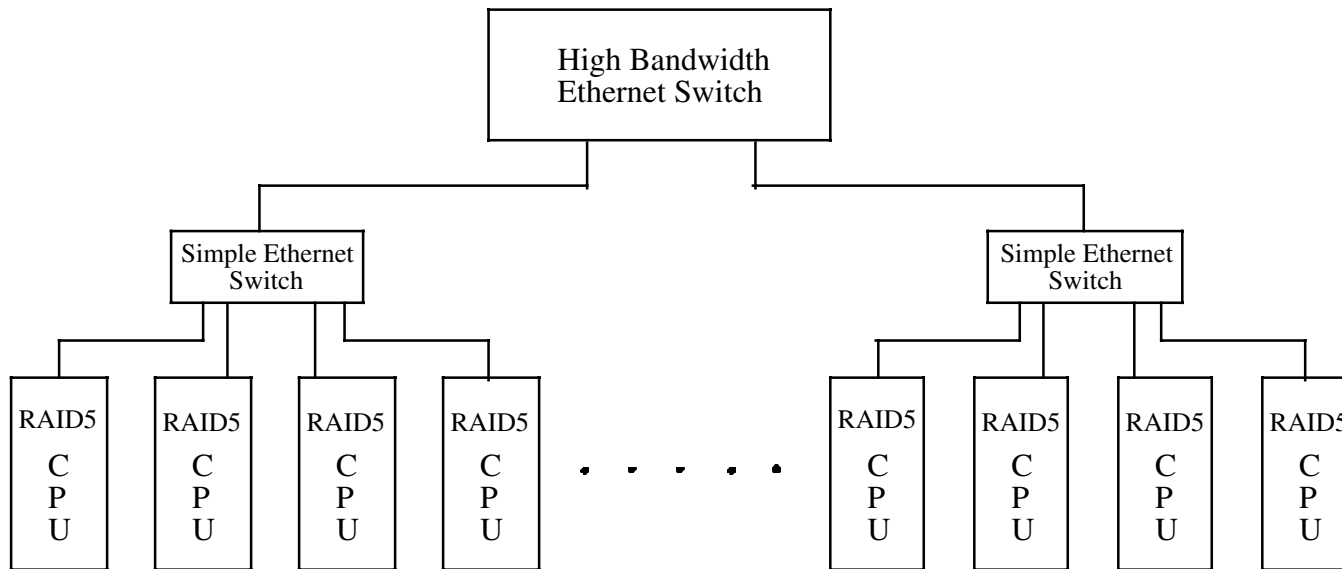 High Bandwidth
Ethernet Switch
Simple Ethernet
Switch
Simple Ethernet
Switch
RAID5
C
P
U
RAID5
C
P
U
RAID5
C
P
U
RAID5
C
P
U
RAID5
C
P
U
RAID5
C
P
U
RAID5
C
P
U
RAID5
C
P
U